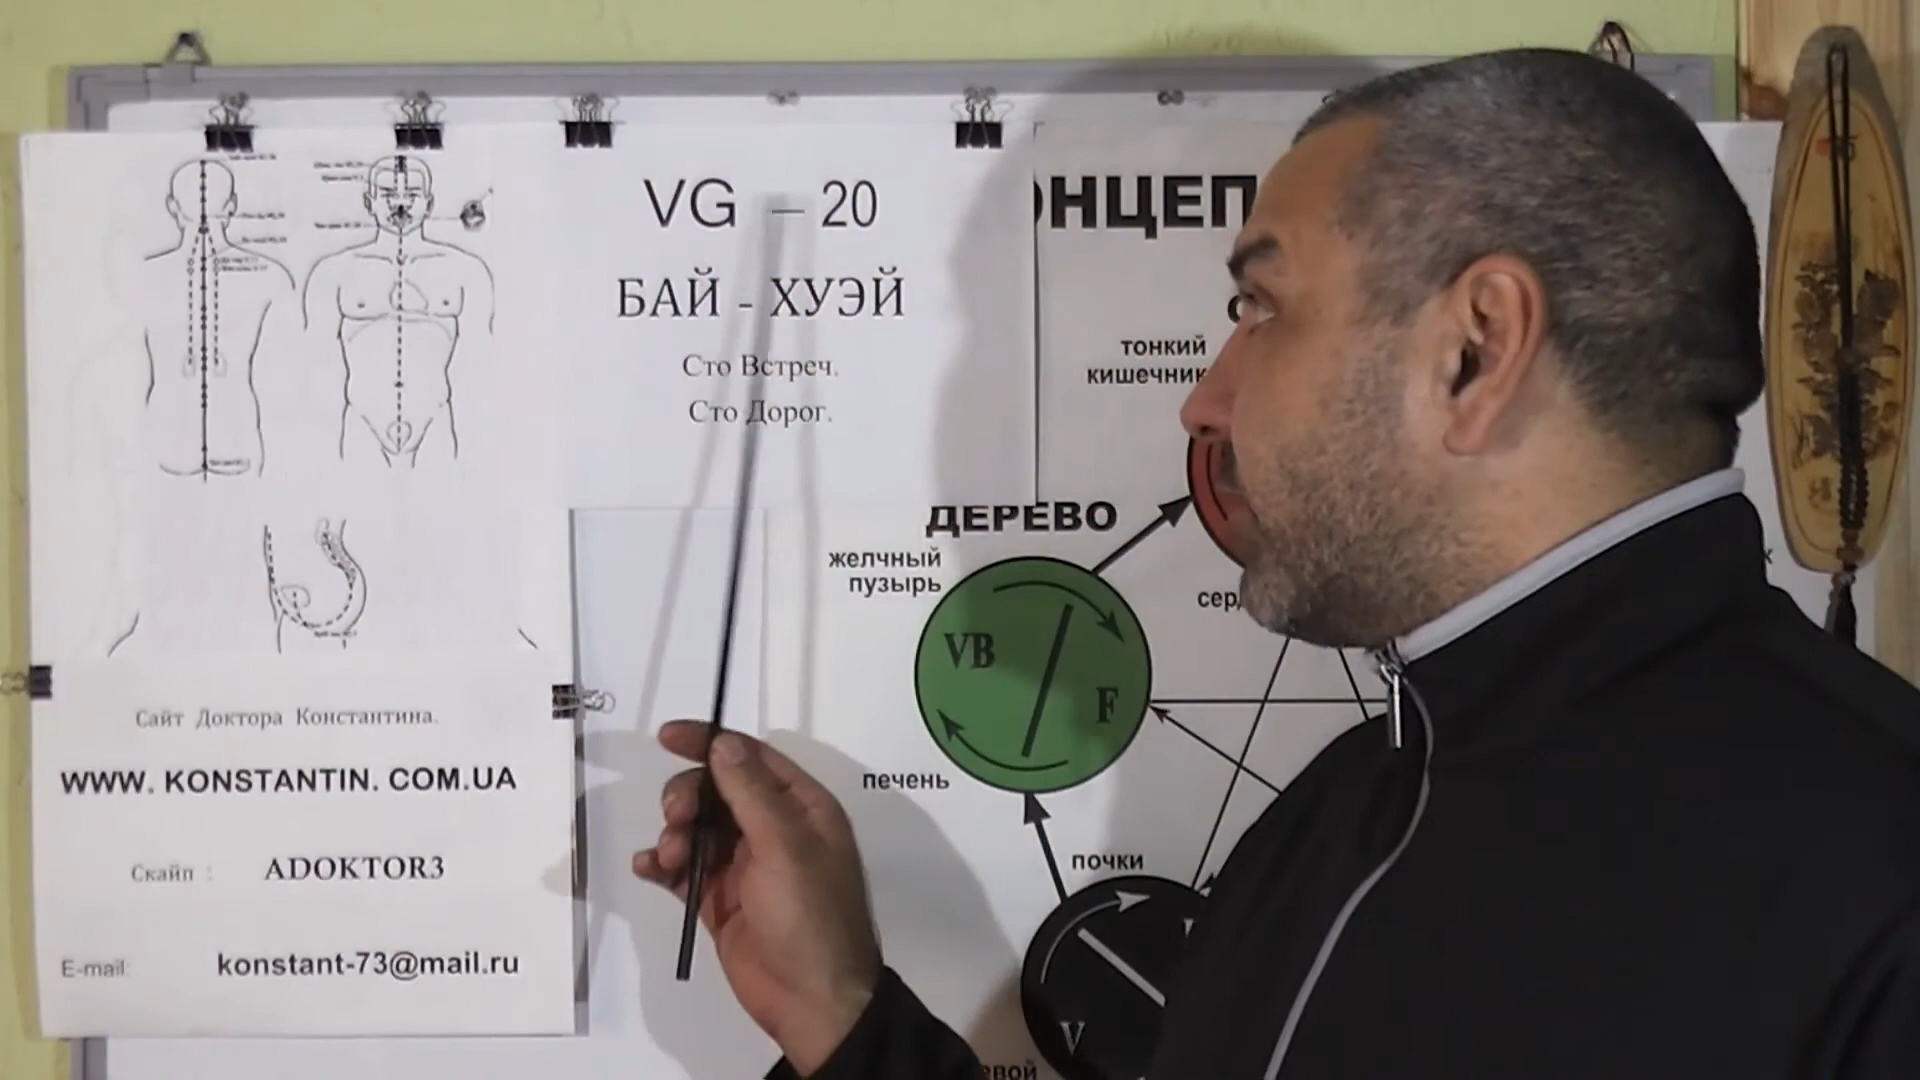 VG – 20
БАЙ - ХУЭЙ
Сто Встреч.
Сто Дорог.
тонкий
кишечник
ДЕРЕВО
желчный
пузырь
VB
F
печень
почки
V
Сайт Доктора Константина.
WWW. KONSTANTIN. COM.UA
Скайп : ADOKTOR3
E-mail: konstant-73@mail.ru